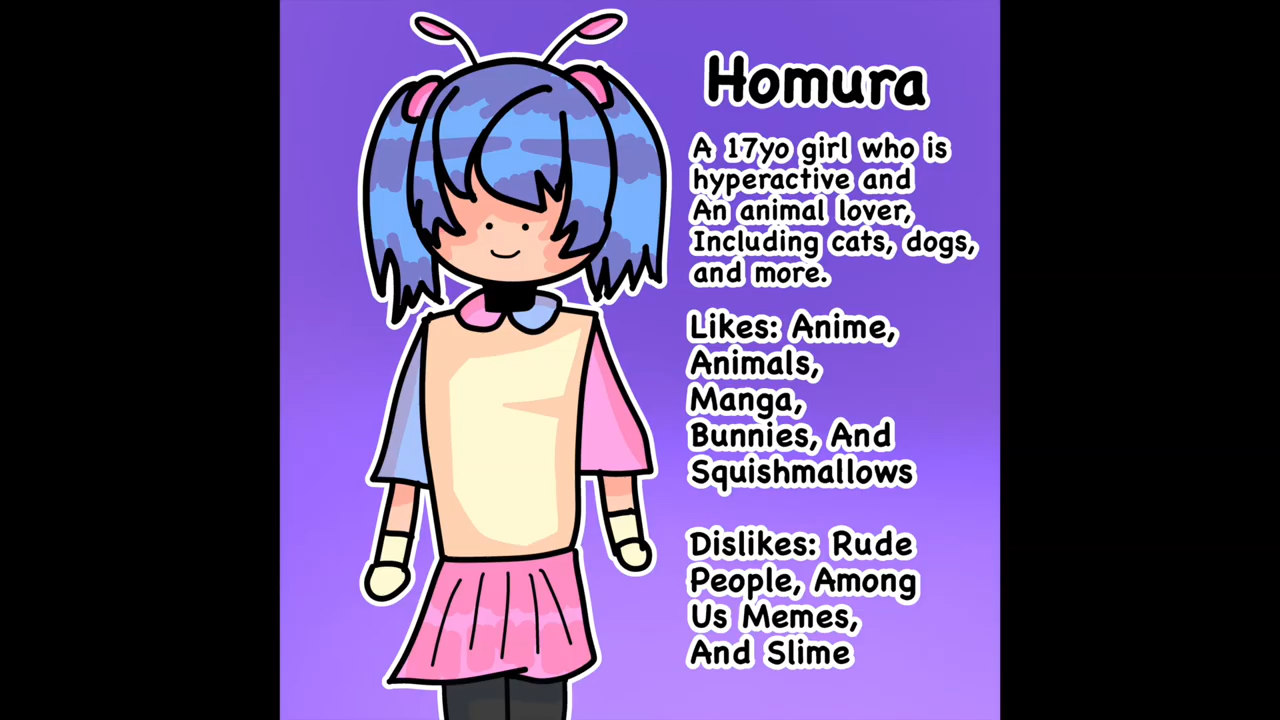 Homura
A 17yo girl who is
hyperactive and
An animal lover,
Including cats, dogs,
and more.
Likes: Anime,
Animals,
Manga,
Bunnies, And
Squishmallows
Dislikes: Rude
People, Among
Us Memes,
And Slime